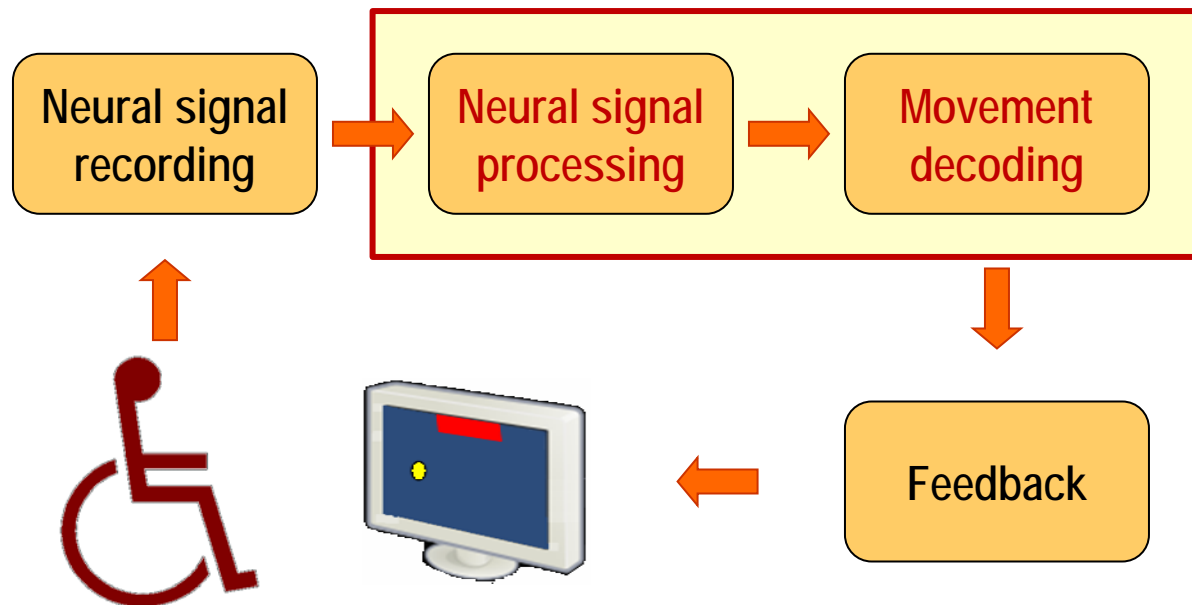 Neural signal
recording
Neural signal
processing
Movement
decoding
Feedback